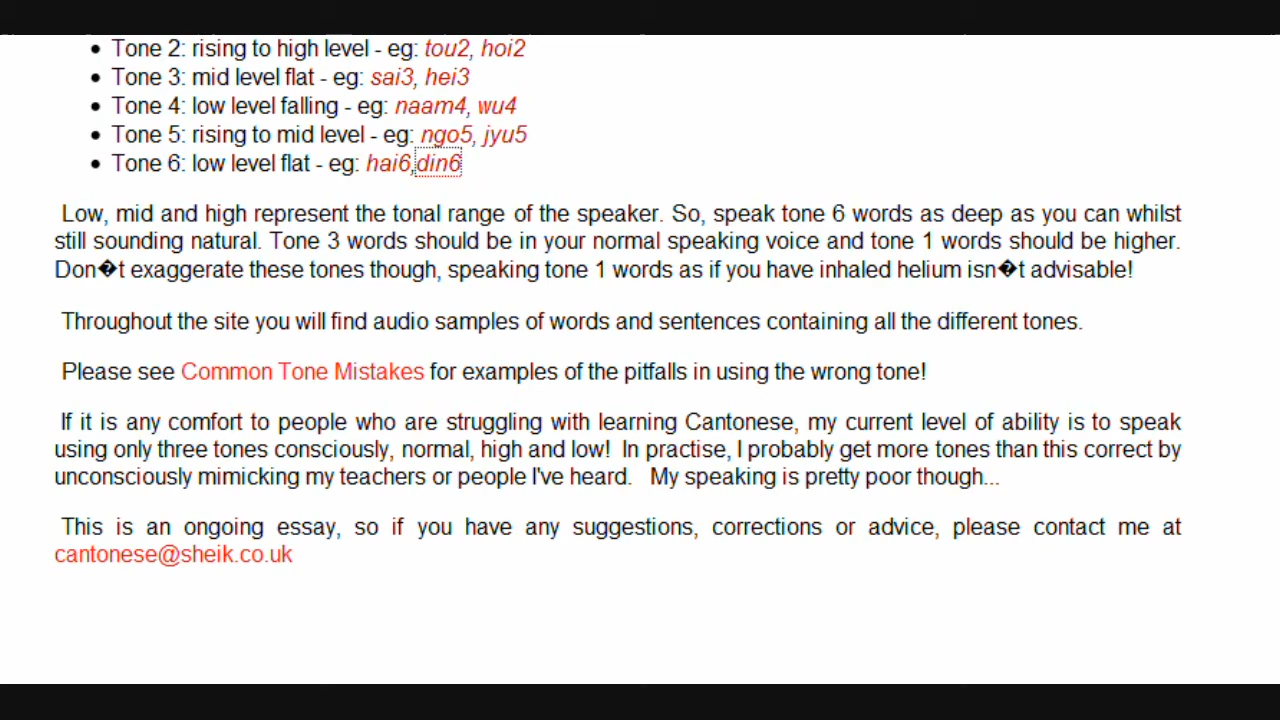 • Tone 2: rising to high level - eg: tou2, hoi2
• Tone 3: mid level flat - eg: sai3, hei3
• Tone 4: low level falling - eg: naam4, wu4
• Tone 5: rising to mid level - eg: ngo5, jyu5
• Tone 6: low level flat - eg: hai6,din6
Low, mid and high represent the tonal range of the speaker. So, speak tone 6 words as deep as you can whilst
still sounding natural. Tone 3 words should be in your normal speaking voice and tone 1 words should be higher.
Don�t exaggerate these tones though, speaking tone 1 words as if you have inhaled helium isn�t advisable!
Throughout the site you will find audio samples of words and sentences containing all the different tones.
Please see Common Tone Mistakes for examples of the pitfalls in using the wrong tone!
If it is any comfort to people who are struggling with learning Cantonese, my current level of ability is to speak
using only three tones consciously, normal, high and low! In practise, I probably get more tones than this correct by
unconsciously mimicking my teachers or people I've heard. My speaking is pretty poor though...
This is an ongoing essay, so if you have any suggestions, corrections or advice, please contact me at
cantonese@sheik.co.uk